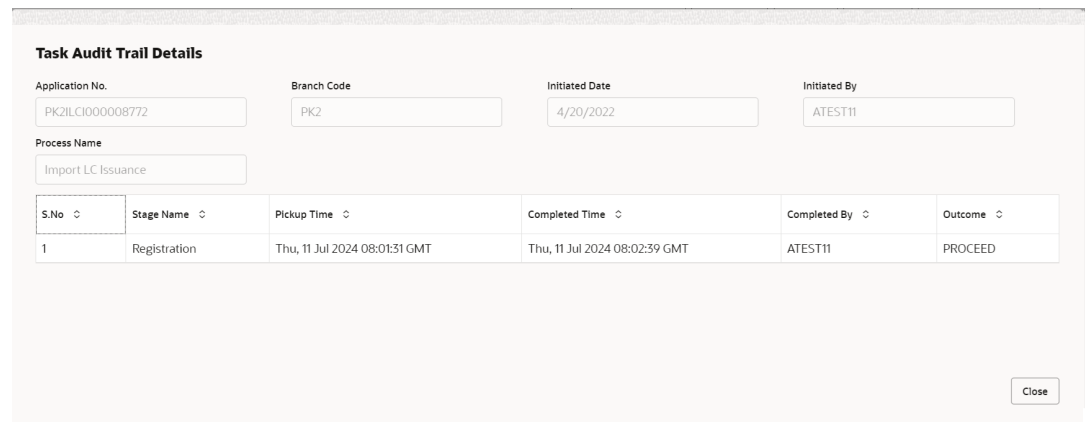 Task Audit Trail Details
Application No. Branch Code Initiated Date Initiated By
PK2ILCI000008772 PK2 4/20/2022 ATEST11
Process Name
Import LC Issuance
S.No Stage Name Pickup Time Completed Time Completed By Outcome
1 Registration Thu, 11 Jul 2024 08:01:31 GMT Thu, 11 Jul 2024 08:02:39 GMT ATEST11 PROCEED
Close